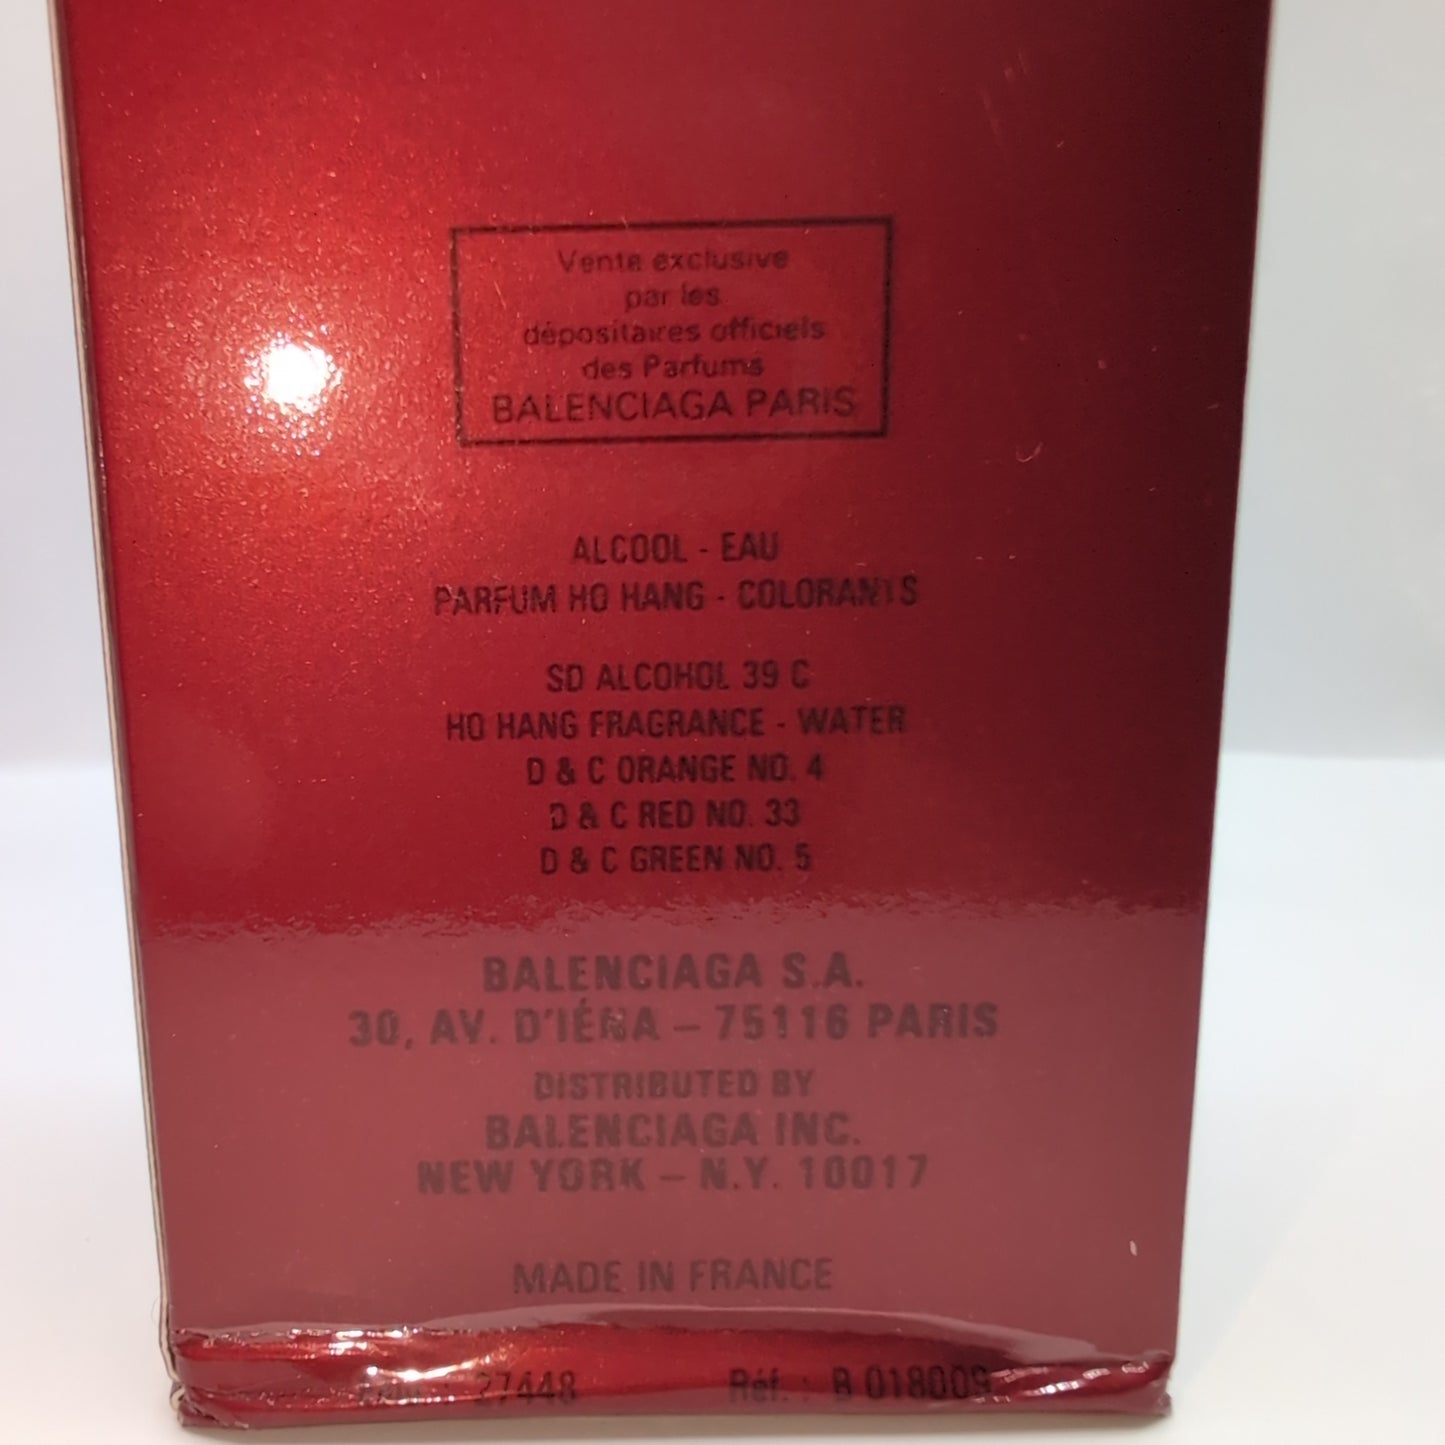 Vente exclusive
par les
dépositaires officiels
des Parfums
BALENCIAGA PARIS
ALCOOL - EAU
PARFUM HO HANG - COLORANTS
SD ALCOHOL 39 C
HO HANG FRAGRANCE - WATER
D & C ORANGE NO. 4
D & C RED NO. 33
D & C GREEN NO. 5
BALENCIAGA S.A.
30, AV. D'IÉNA – 75116 PARIS
DISTRIBUTED BY
BALENCIAGA INC.
NEW YORK – N.Y. 10017
MADE IN FRANCE
27448 Réf. : B 018009